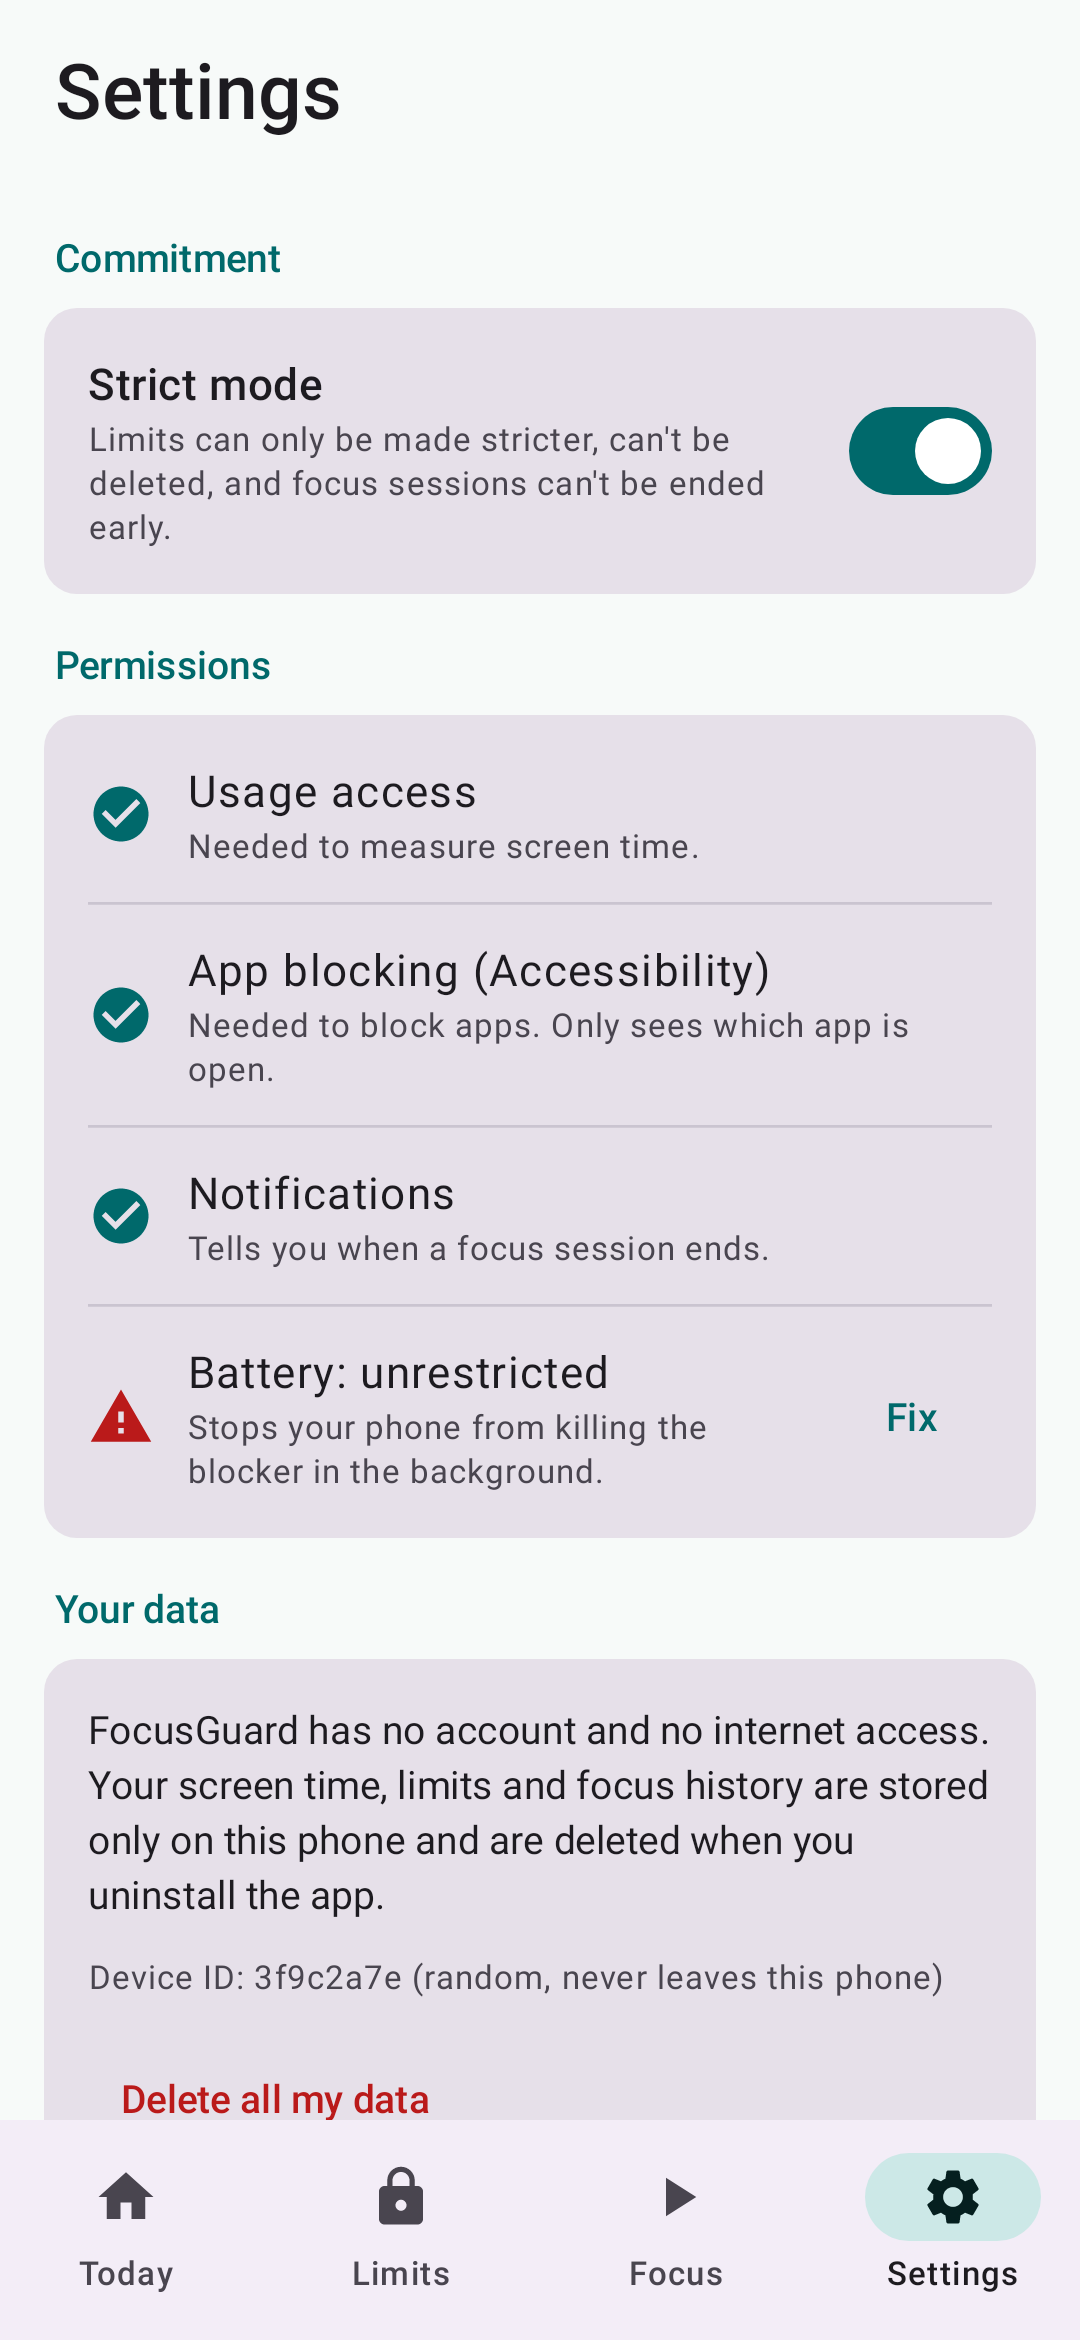 Settings
Commitment
Strict mode
Limits can only be made stricter, can't be
deleted, and focus sessions can't be ended
early.
Permissions
Usage access
Needed to measure screen time.
App blocking (Accessibility)
Needed to block apps. Only sees which app is
open.
Notifications
Tells you when a focus session ends.
Battery: unrestricted
Stops your phone from killing the
blocker in the background.
Fix
Your data
FocusGuard has no account and no internet access.
Your screen time, limits and focus history are stored
only on this phone and are deleted when you
uninstall the app.
Device ID: 3f9c2a7e (random, never leaves this phone)
Delete all my data
Today
Limits
Focus
Settings